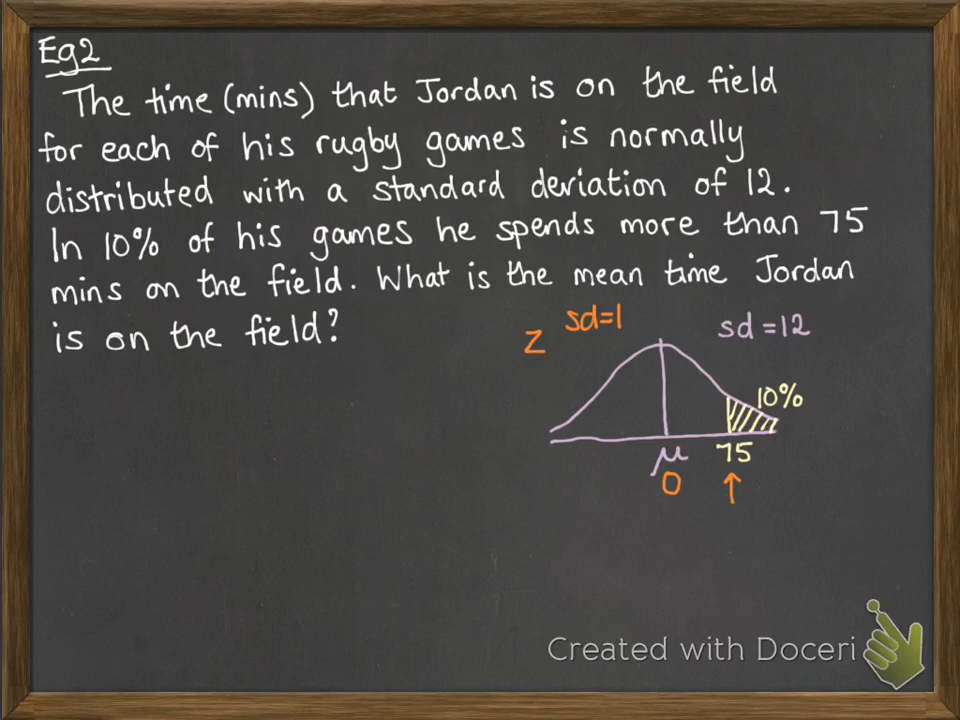 Eg2
The time (mins) that Jordan is on the field
for each of his rugby games is normally
distributed with a standard deviation of 12.
In 10% of his games he spends more than 75
mins on the field. What is the mean time Jordan
is on the field?
Z sd=1 sd=12
10%
μ 75
0 ↑
Created with Doceri